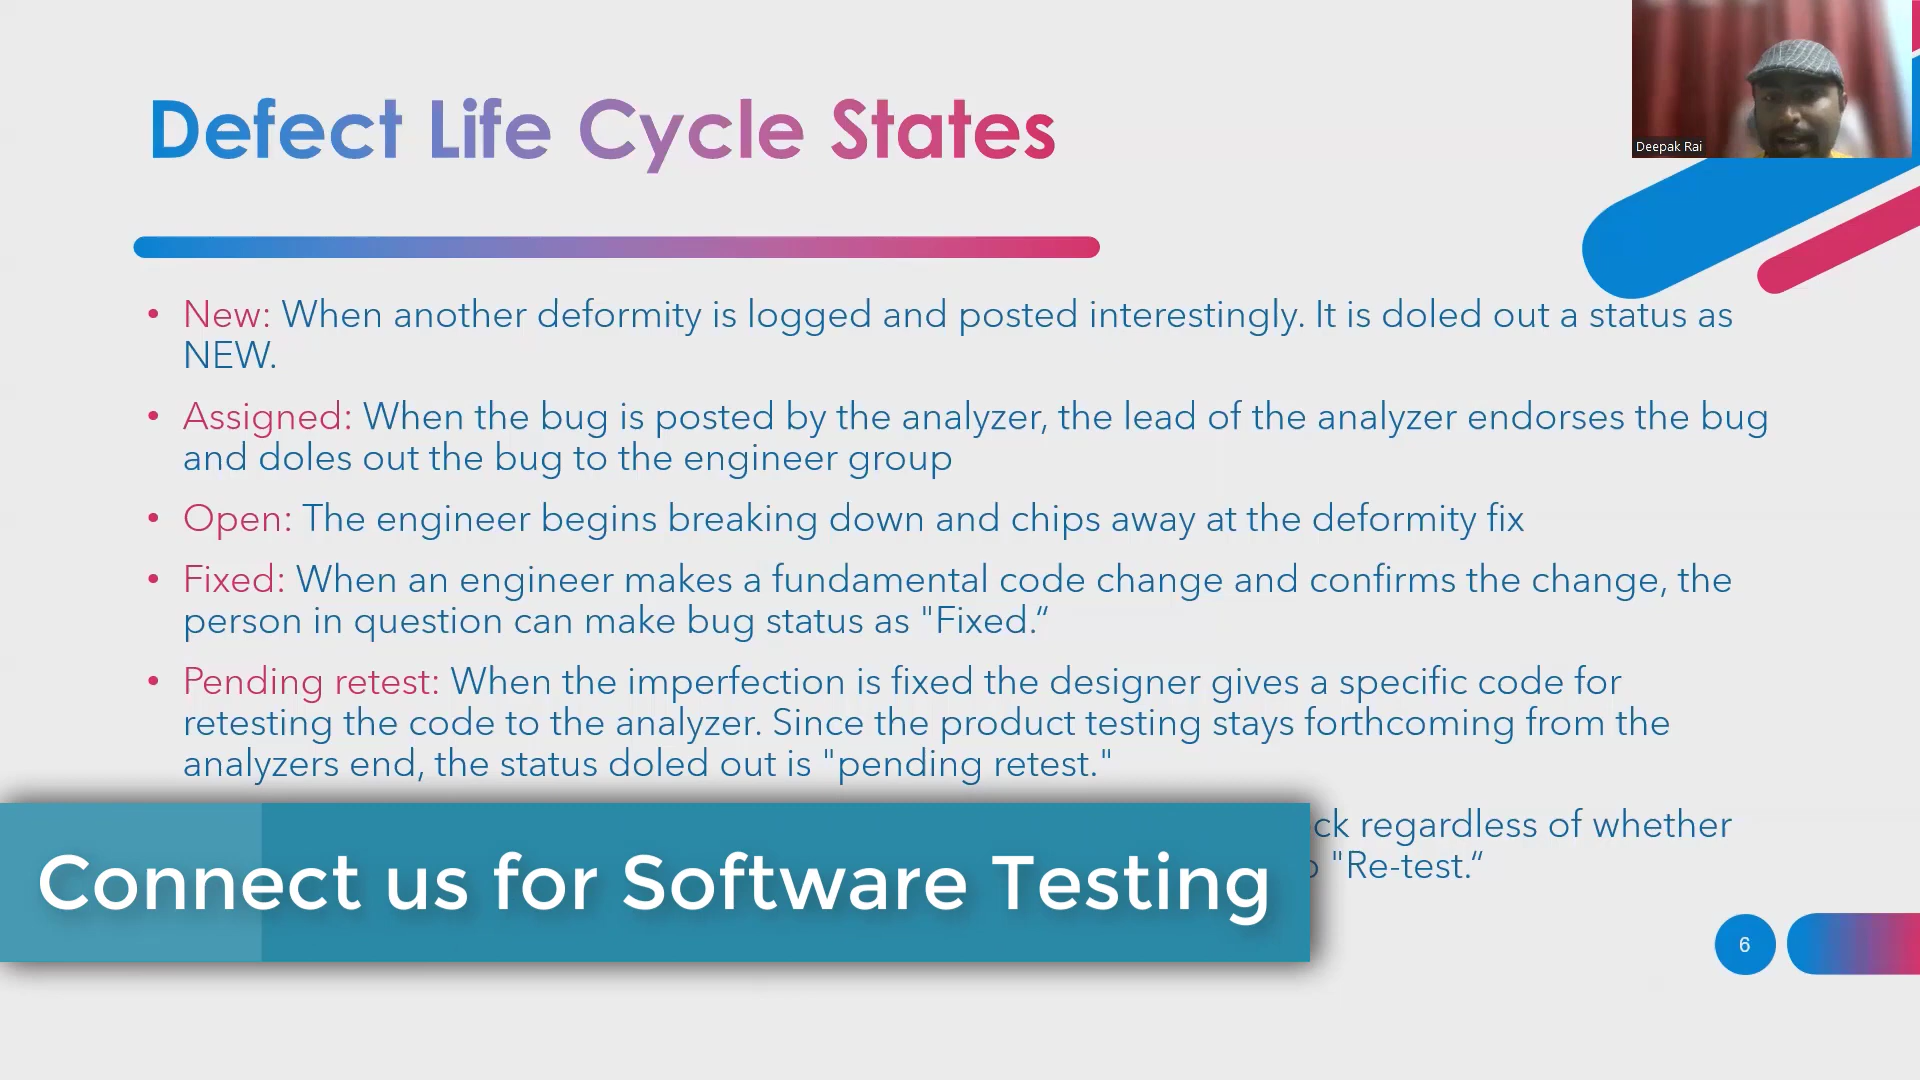 Defect Life Cycle States
Deepak Rai
• New: When another deformity is logged and posted interestingly. It is doled out a status as
NEW.
• Assigned: When the bug is posted by the analyzer, the lead of the analyzer endorses the bug
and doles out the bug to the engineer group
• Open: The engineer begins breaking down and chips away at the deformity fix
• Fixed: When an engineer makes a fundamental code change and confirms the change, the
person in question can make bug status as "Fixed.“
• Pending retest: When the imperfection is fixed the designer gives a specific code for
retesting the code to the analyzer. Since the product testing stays forthcoming from the
analyzers end, the status doled out is "pending retest."
regardless of whether
"Re-test.“
Connect us for Software Testing
6